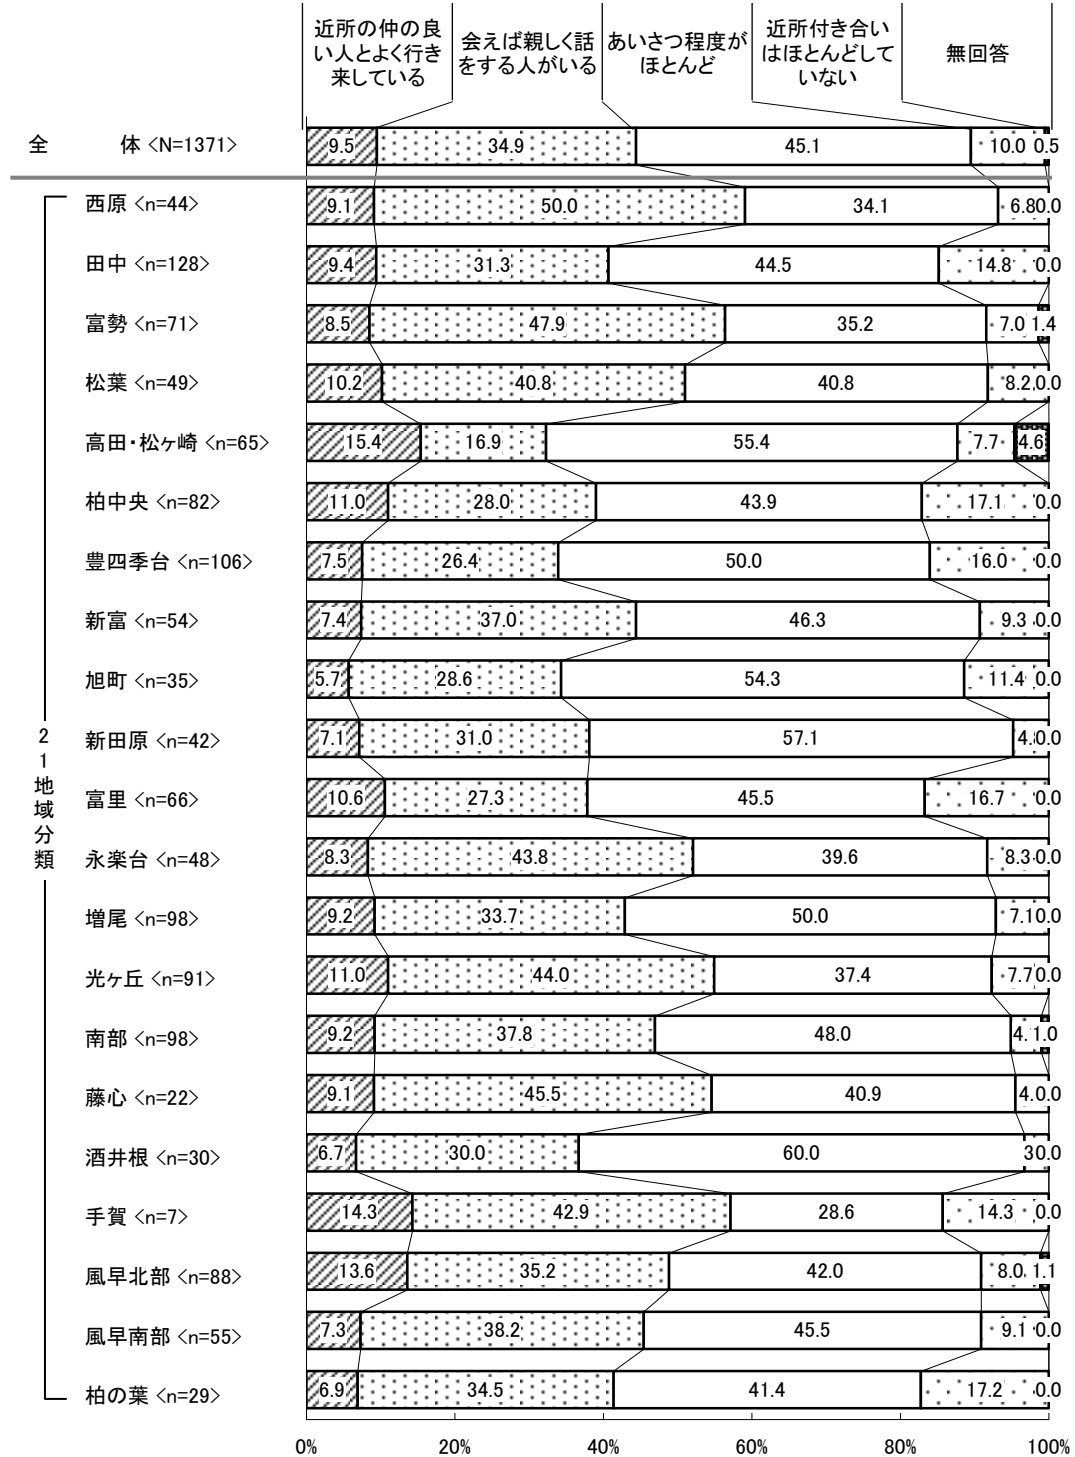 近所の仲の良
い人とよく行き
来している
会えば親しく話
をする人がいる
あいさつ程度が
ほとんど
近所付き合い
はほとんどして
いない
無回答
全 体 <N=1371> 9.5 34.9 45.1 10.0 0.5
西原 <n=44> 9.1 50.0 34.1 6.8 0.0
田中 <n=128> 9.4 31.3 44.5 14.8 0.0
富勢 <n=71> 8.5 47.9 35.2 7.0 1.4
松葉 <n=49> 10.2 40.8 40.8 8.2 0.0
高田・松ヶ崎 <n=65> 15.4 16.9 55.4 7.7 4.6
柏中央 <n=82> 11.0 28.0 43.9 17.1 0.0
豊四季台 <n=106> 7.5 26.4 50.0 16.0 0.0
新富 <n=54> 7.4 37.0 46.3 9.3 0.0
旭町 <n=35> 5.7 28.6 54.3 11.4 0.0
新田原 <n=42> 7.1 31.0 57.1 4.8 0.0
富里 <n=66> 10.6 27.3 45.5 16.7 0.0
永楽台 <n=48> 8.3 43.8 39.6 8.3 0.0
増尾 <n=98> 9.2 33.7 50.0 7.1 0.0
光ヶ丘 <n=91> 11.0 44.0 37.4 7.7 0.0
南部 <n=98> 9.2 37.8 48.0 4. 1.0
藤心 <n=22> 9.1 45.5 40.9 4. 0.0
酒井根 <n=30> 6.7 30.0 60.0 3 0.0
手賀 <n=7> 14.3 42.9 28.6 14.3 0.0
風早北部 <n=88> 13.6 35.2 42.0 8.0 1.1
風早南部 <n=55> 7.3 38.2 45.5 9.1 0.0
柏の葉 <n=29> 6.9 34.5 41.4 17.2 0.0
21地域分類
0% 20% 40% 60% 80% 100%